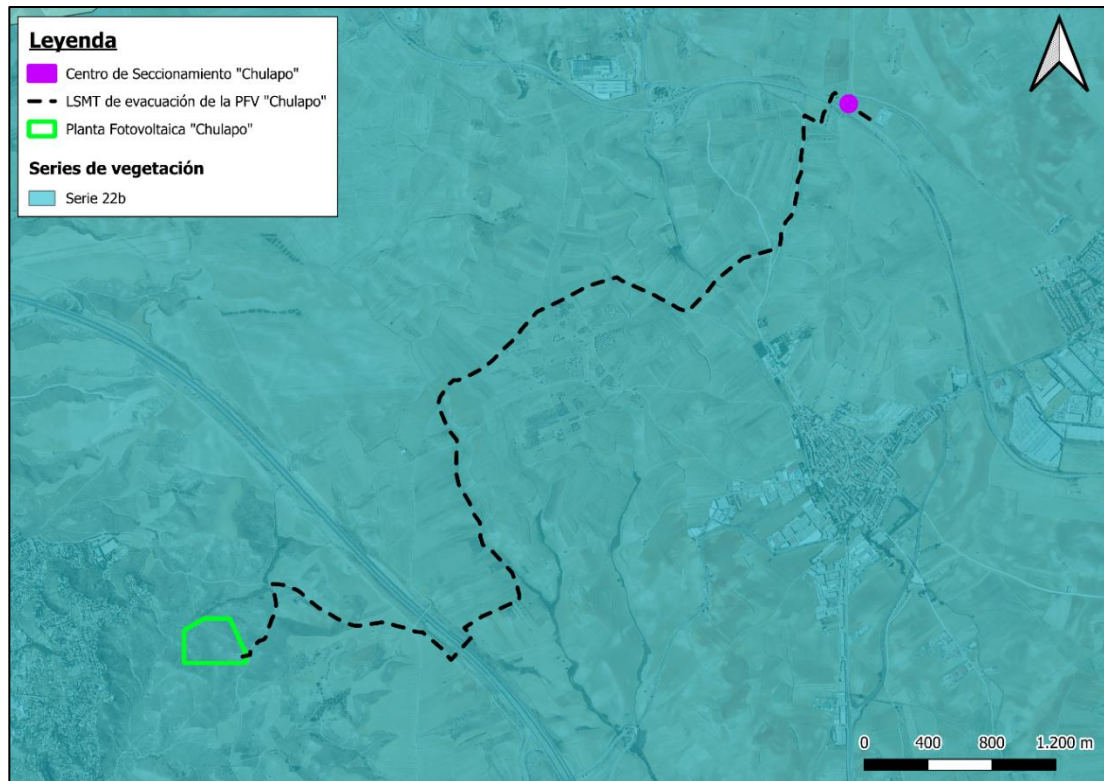 Leyenda
Centro de Seccionamiento "Chulapo"
LSMT de evacuación de la PFV "Chulapo"
Planta Fotovoltaica "Chulapo"
Series de vegetación
Serie 22b
0 400 800 1.200 m